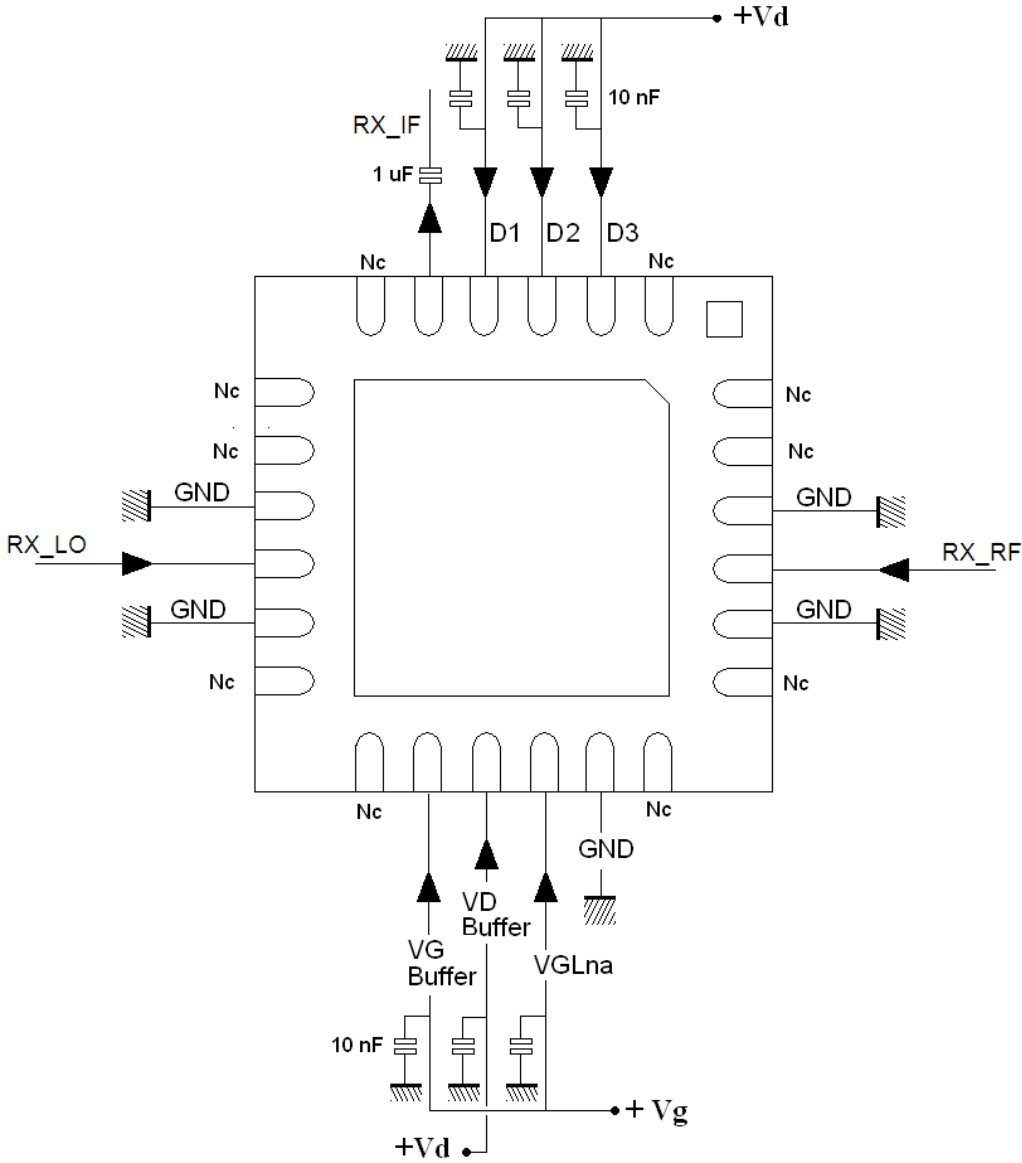 +Vd
10 nF
RX_IF
1 uF
D1
D2
D3
Nc
Nc
Nc
Nc
Nc
Nc
GND
GND
RX_LO
RX_RF
GND
GND
Nc
Nc
Nc
Nc
GND
VD
Buffer
VG
Buffer
VGLna
10 nF
+ Vg
+Vd